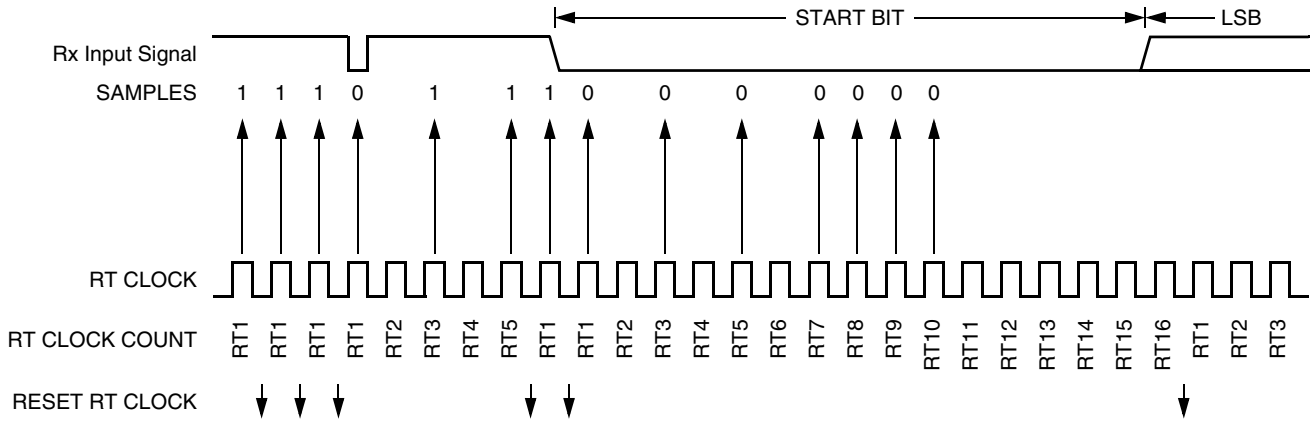 START BIT LSB
Rx Input Signal
SAMPLES 1 1 1 0 1 1 1 0 0 0 0 0 0 0
RT CLOCK
RT CLOCK COUNT RT1 RT1 RT1 RT1 RT2 RT3 RT4 RT5 RT1 RT1 RT2 RT3 RT4 RT5 RT6 RT7 RT8 RT9 RT10 RT11 RT12 RT13 RT14 RT15 RT16 RT1 RT2 RT3
RESET RT CLOCK